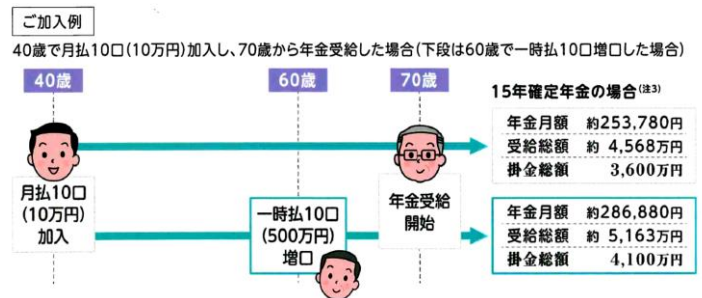 ご加入例
40歳で月払10口(10万円)加入し、70歳から年金受給した場合(下段は60歳で一時払10口増口した場合)
40歳
60歳
70歳
15年確定年金の場合(注3)
年金月額 約253,780円
受給総額 約 4,568万円
掛金総額 3,600万円
月払10口
(10万円)
加入
一時払10口
(500万円)
増口
年金受給
開始
年金月額 約286,880円
受給総額 約 5,163万円
掛金総額 4,100万円